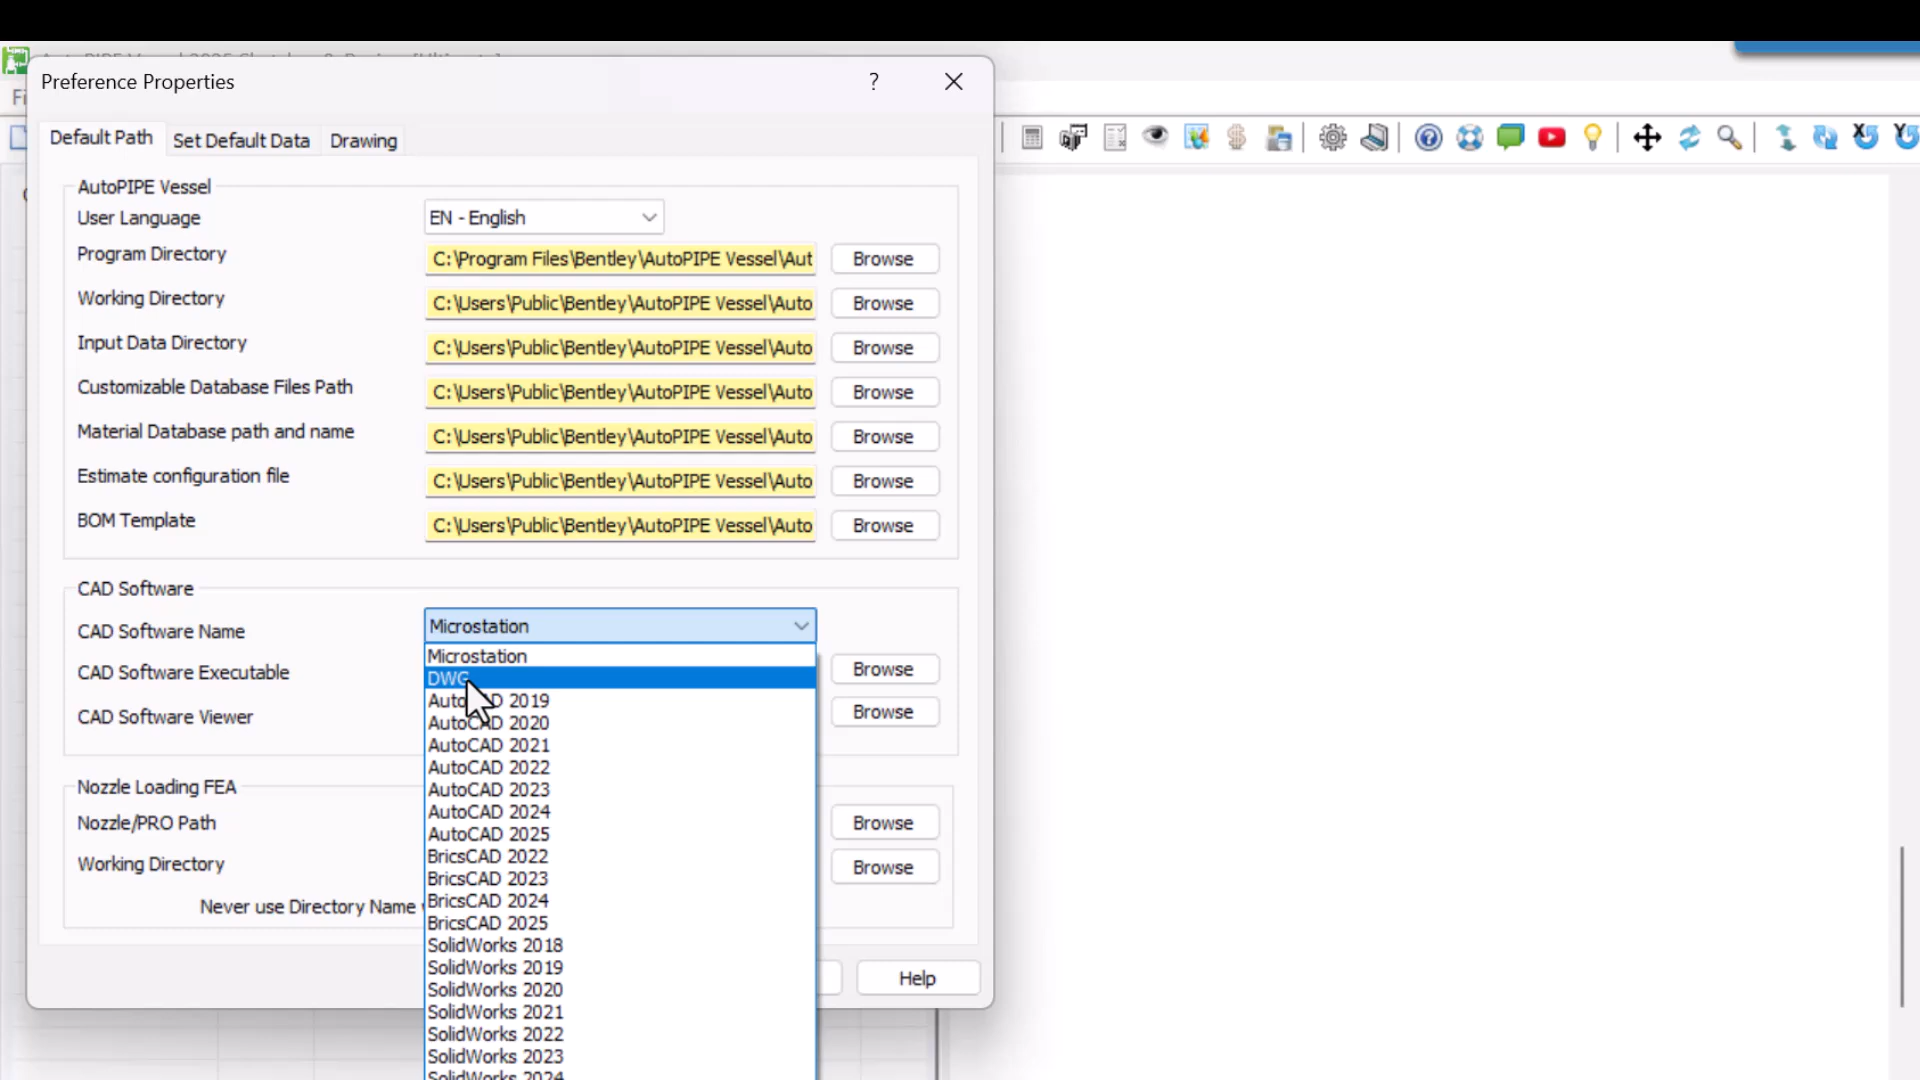 Preference Properties
?
Default Path
Set Default Data
Drawing
AutoPIPE Vessel
User Language
EN - English
Program Directory
C:\Program Files\Bentley\AutoPIPE Vessel\Aut
Browse
Working Directory
C:\Users\Public\Bentley\AutoPIPE Vessel\Auto
Browse
Input Data Directory
C:\Users\Public\Bentley\AutoPIPE Vessel\Auto
Browse
Customizable Database Files Path
C:\Users\Public\Bentley\AutoPIPE Vessel\Auto
Browse
Material Database path and name
C:\Users\Public\Bentley\AutoPIPE Vessel\Auto
Browse
Estimate configuration file
C:\Users\Public\Bentley\AutoPIPE Vessel\Auto
Browse
BOM Template
C:\Users\Public\Bentley\AutoPIPE Vessel\Auto
Browse
CAD Software
CAD Software Name
Microstation
Microstation
CAD Software Executable
Browse
DWG
AutoCAD 2019
CAD Software Viewer
Browse
AutoCAD 2020
AutoCAD 2021
AutoCAD 2022
Nozzle Loading FEA
AutoCAD 2023
AutoCAD 2024
Nozzle/PRO Path
Browse
AutoCAD 2025
BricsCAD 2022
Working Directory
Browse
BricsCAD 2023
BricsCAD 2024
Never use Directory Name
BricsCAD 2025
SolidWorks 2018
SolidWorks 2019
Help
SolidWorks 2020
SolidWorks 2021
SolidWorks 2022
SolidWorks 2023
SolidWorks 2024